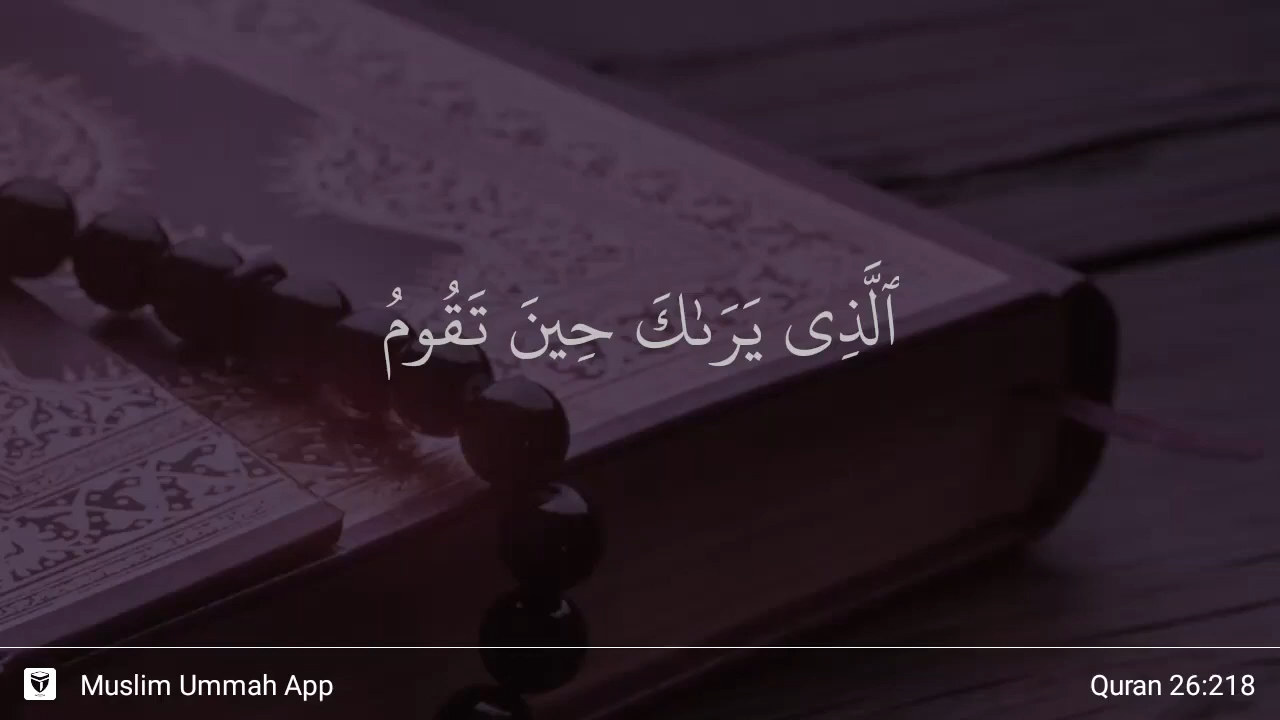 ٱلَّذِى يَرَىٰكَ حِينَ تَقُومُ
Muslim Ummah App
Quran 26:218